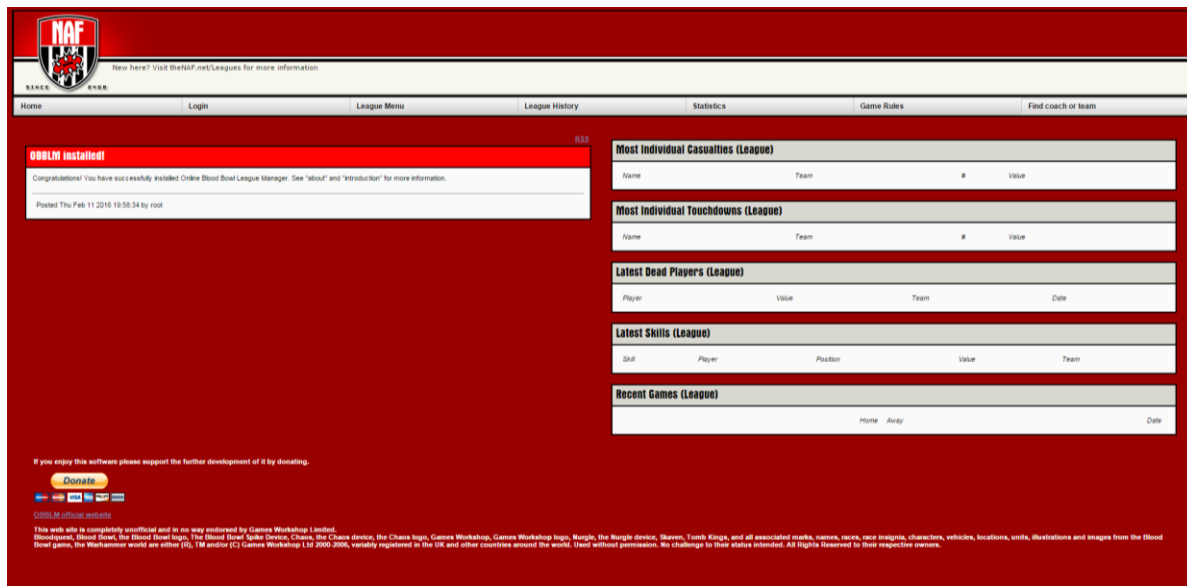 NAF
SINCE
New here? Visit theNAF.net/Leagues for more information
Home Login League Menu League History Statistics Game Rules Find coach or team
RSS
OBBLM installed!
Congratulations! You have successfully installed Online Blood Bowl League Manager. See "about" and "introduction" for more information.
Posted Thu Feb 11 2016 19:58:34 by root
Most Individual Casualties (League)
Name Team # Value
Most Individual Touchdowns (League)
Name Team # Value
Latest Dead Players (League)
Player Value Team Date
Latest Skills (League)
Skill Player Position Value Team
Recent Games (League)
Home Away Date
If you enjoy this software please support the further development of it by donating.
Donate
VISA
OBBLM official website
This web site is completely unofficial and in no way endorsed by Games Workshop Limited.
Bloodquest, Blood Bowl, the Blood Bowl logo, The Blood Bowl Spike Device, Chaos, the Chaos device, the Chaos logo, Games Workshop, Games Workshop logo, Nurgle, the Nurgle device, Skaven, Tomb Kings, and all associated marks, names, races, race insignia, characters, vehicles, locations, units, illustrations and images from the Blood
Bowl game, the Warhammer world are either (R), TM and/or (C) Games Workshop Ltd 2000-2006, variably registered in the UK and other countries around the world. Used without permission. No challenge to their status intended. All Rights Reserved to their respective owners.